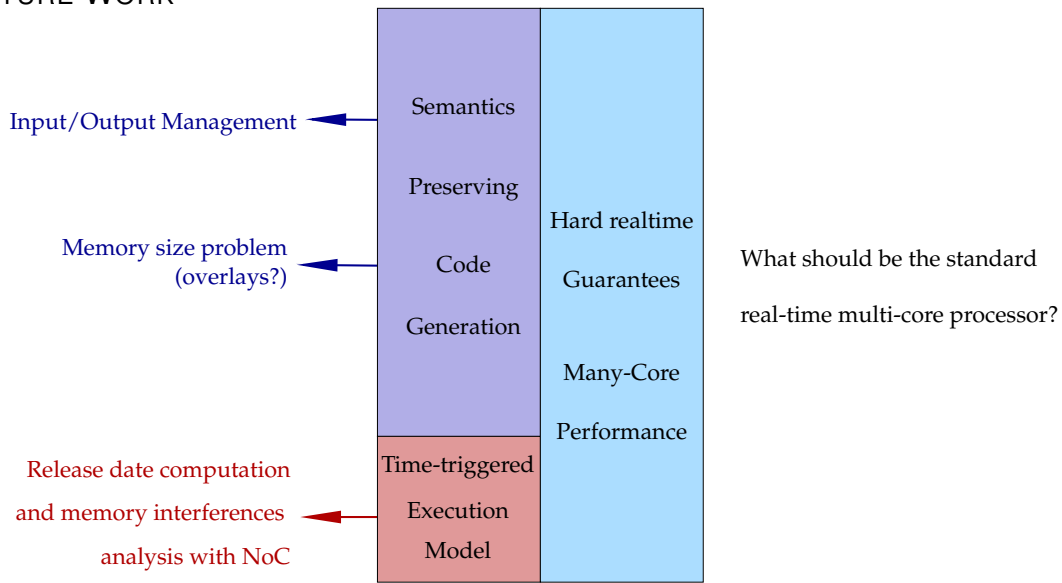 TURE WORK
Input/Output Management
Memory size problem
(overlays?)
Release date computation
and memory interferences
analysis with NoC
Semantics
Preserving
Code
Generation
Time-triggered
Execution
Model
Hard realtime
Guarantees
Many-Core
Performance
What should be the standard
real-time multi-core processor?